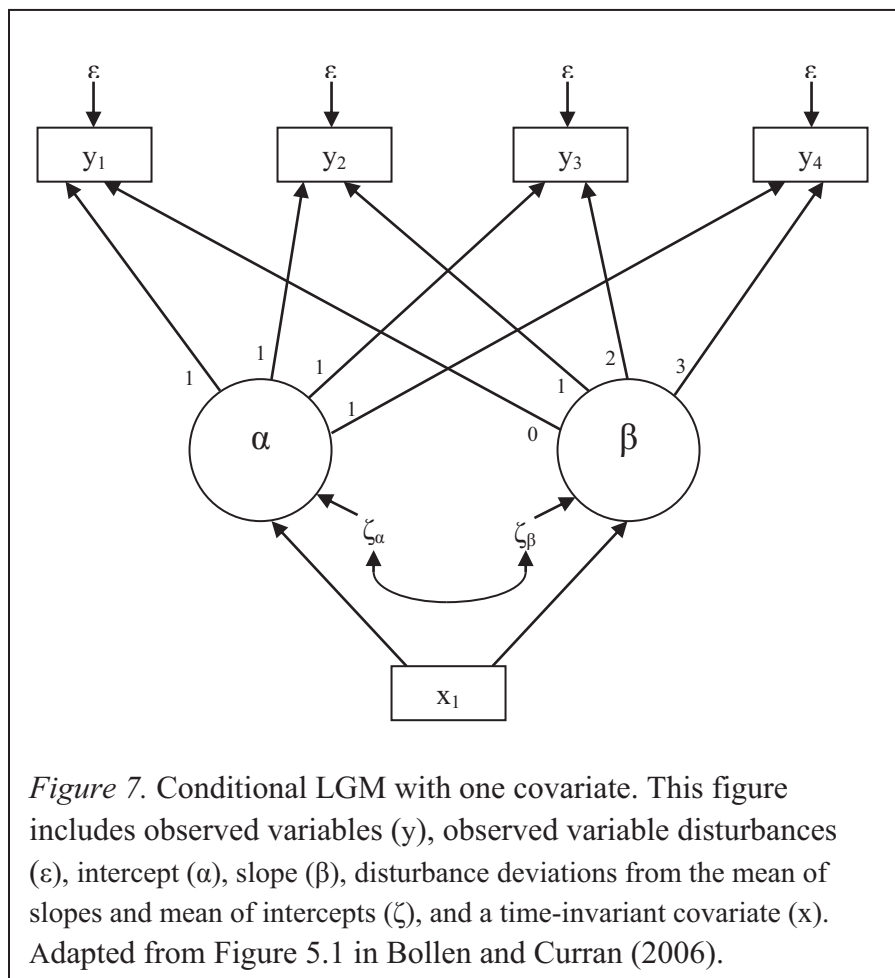 ε ε ε ε
y₁ y₂ y₃ y₄
1 1 1 1 0 1 2 3
α β
ζα ζβ
x₁
Figure 7. Conditional LGM with one covariate. This figure
includes observed variables (y), observed variable disturbances
(ε), intercept (α), slope (β), disturbance deviations from the mean of
slopes and mean of intercepts (ζ), and a time-invariant covariate (x).
Adapted from Figure 5.1 in Bollen and Curran (2006).